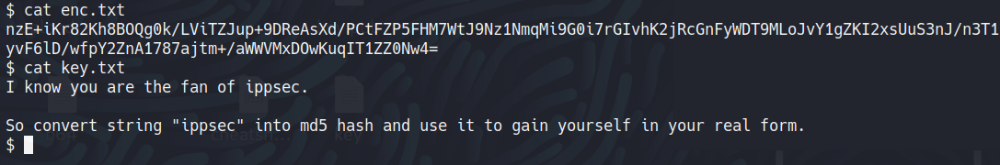 $ cat enc.txt
nzE+iKr82Kh8BOQg0k/LViTZJup+9DReAsXd/PCtFZP5FHM7WtJ9Nz1NmqMi9G0i7rGIvhK2jRcGnFyWDT9MLoJvY1gZKI2xsUuS3nJ/n3T1
yvF6lD/wfpY2ZnA1787ajtm+/aWWVMxDOwKuqIT1ZZ0Nw4=
$ cat key.txt
I know you are the fan of ippsec.
So convert string "ippsec" into md5 hash and use it to gain yourself in your real form.
$